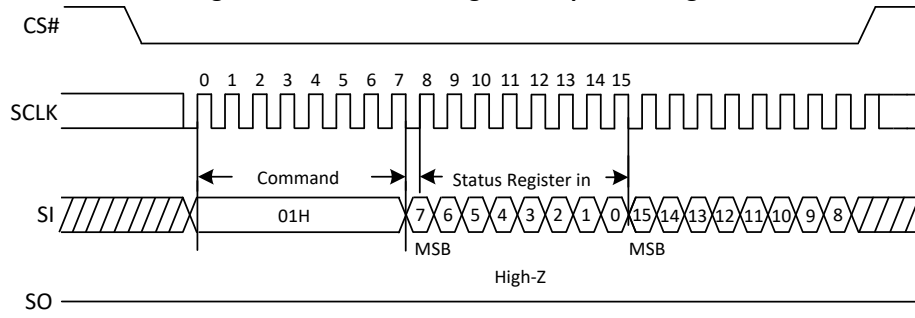 CS#
0 1 2 3 4 5 6 7 8 9 10 11 12 13 14 15
SCLK
Command Status Register in
SI 01H 7 6 5 4 3 2 1 0 15 14 13 12 11 10 9 8
MSB MSB
High-Z
SO